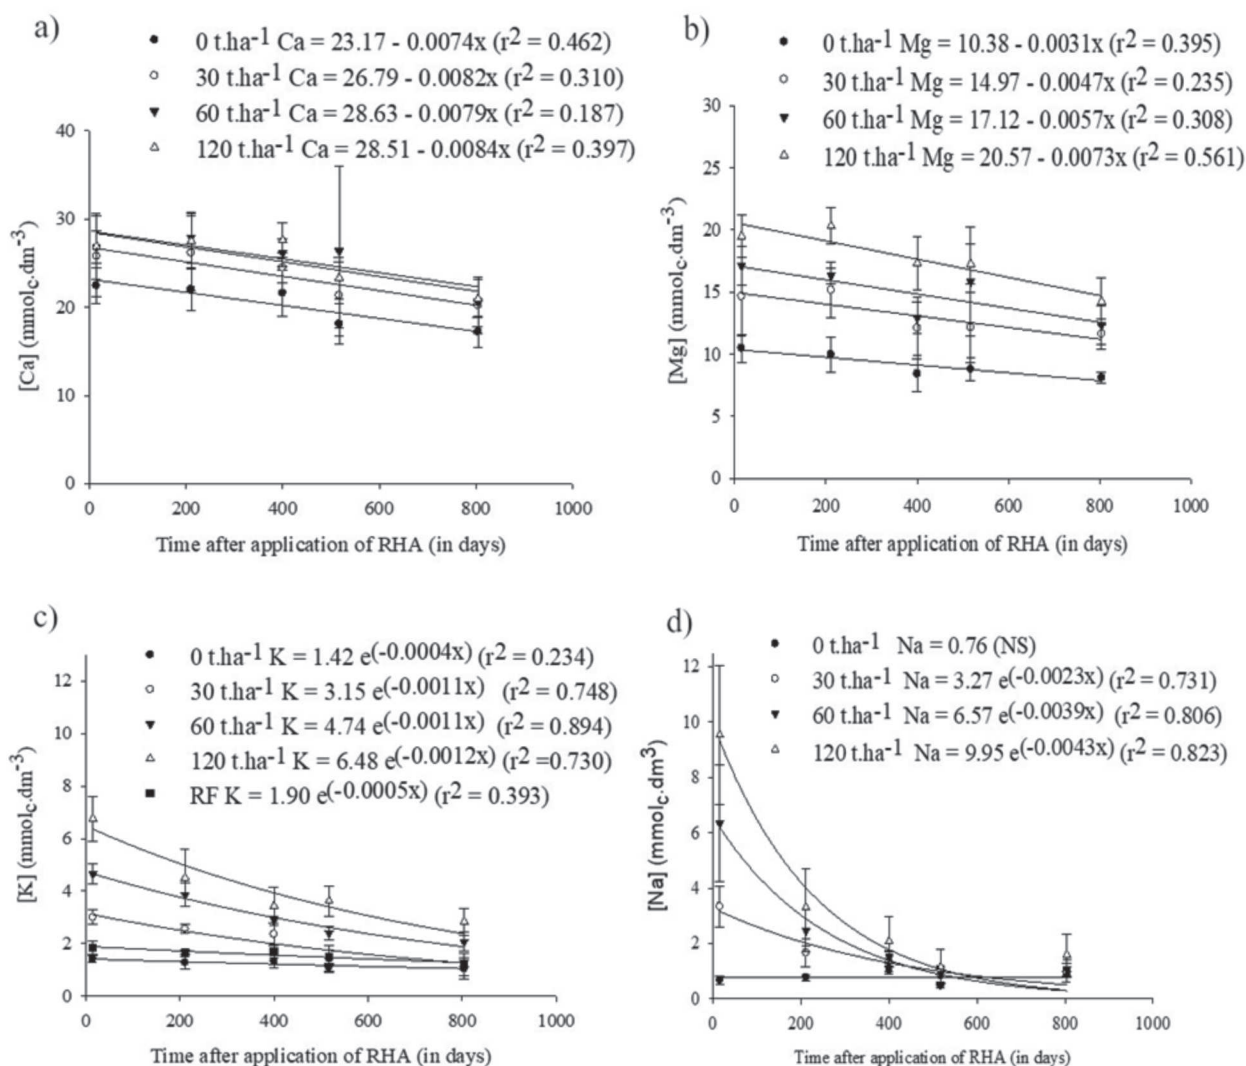 a)
0 t.ha-1 Ca = 23.17 - 0.0074x (r2 = 0.462)
30 t.ha-1 Ca = 26.79 - 0.0082x (r2 = 0.310)
60 t.ha-1 Ca = 28.63 - 0.0079x (r2 = 0.187)
120 t.ha-1 Ca = 28.51 - 0.0084x (r2 = 0.397)
40
30
20
10
0
[Ca] (mmolc.dm-3)
0 200 400 600 800 1000
Time after application of RHA (in days)
b)
0 t.ha-1 Mg = 10.38 - 0.0031x (r2 = 0.395)
30 t.ha-1 Mg = 14.97 - 0.0047x (r2 = 0.235)
60 t.ha-1 Mg = 17.12 - 0.0057x (r2 = 0.308)
120 t.ha-1 Mg = 20.57 - 0.0073x (r2 = 0.561)
30
25
20
15
10
5
0
[Mg] (mmolc.dm-3)
0 200 400 600 800 1000
Time after application of RHA (in days)
c)
0 t.ha-1 K = 1.42 e(-0.0004x) (r2 = 0.234)
30 t.ha-1 K = 3.15 e(-0.0011x) (r2 = 0.748)
60 t.ha-1 K = 4.74 e(-0.0011x) (r2 = 0.894)
120 t.ha-1 K = 6.48 e(-0.0012x) (r2 =0.730)
RF K = 1.90 e(-0.0005x) (r2 = 0.393)
12
10
8
6
4
2
0
[K] (mmolc.dm-3)
0 200 400 600 800 1000
Time after application of RHA (in days)
d)
0 t.ha-1 Na = 0.76 (NS)
30 t.ha-1 Na = 3.27 e(-0.0023x) (r2 = 0.731)
60 t.ha-1 Na = 6.57 e(-0.0039x) (r2 = 0.806)
120 t.ha-1 Na = 9.95 e(-0.0043x) (r2 = 0.823)
12
10
8
6
4
2
0
[Na] (mmolc.dm3)
0 200 400 600 800 1000
Time after application of RHA (in days)